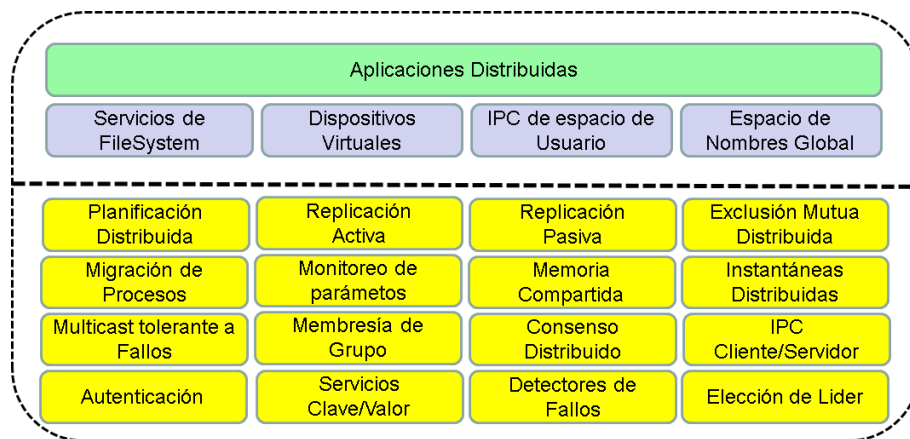 Aplicaciones Distribuidas
Servicios de
FileSystem
Dispositivos
Virtuales
IPC de espacio de
Usuario
Espacio de
Nombres Global
Planificación
Distribuida
Replicación
Activa
Replicación
Pasiva
Exclusión Mutua
Distribuida
Migración de
Procesos
Monitoreo de
parámetos
Memoria
Compartida
Instantáneas
Distribuidas
Multicast tolerante a
Fallos
Membresía de
Grupo
Consenso
Distribuido
IPC
Cliente/Servidor
Autenticación
Servicios
Clave/Valor
Detectores de
Fallos
Elección de Lider